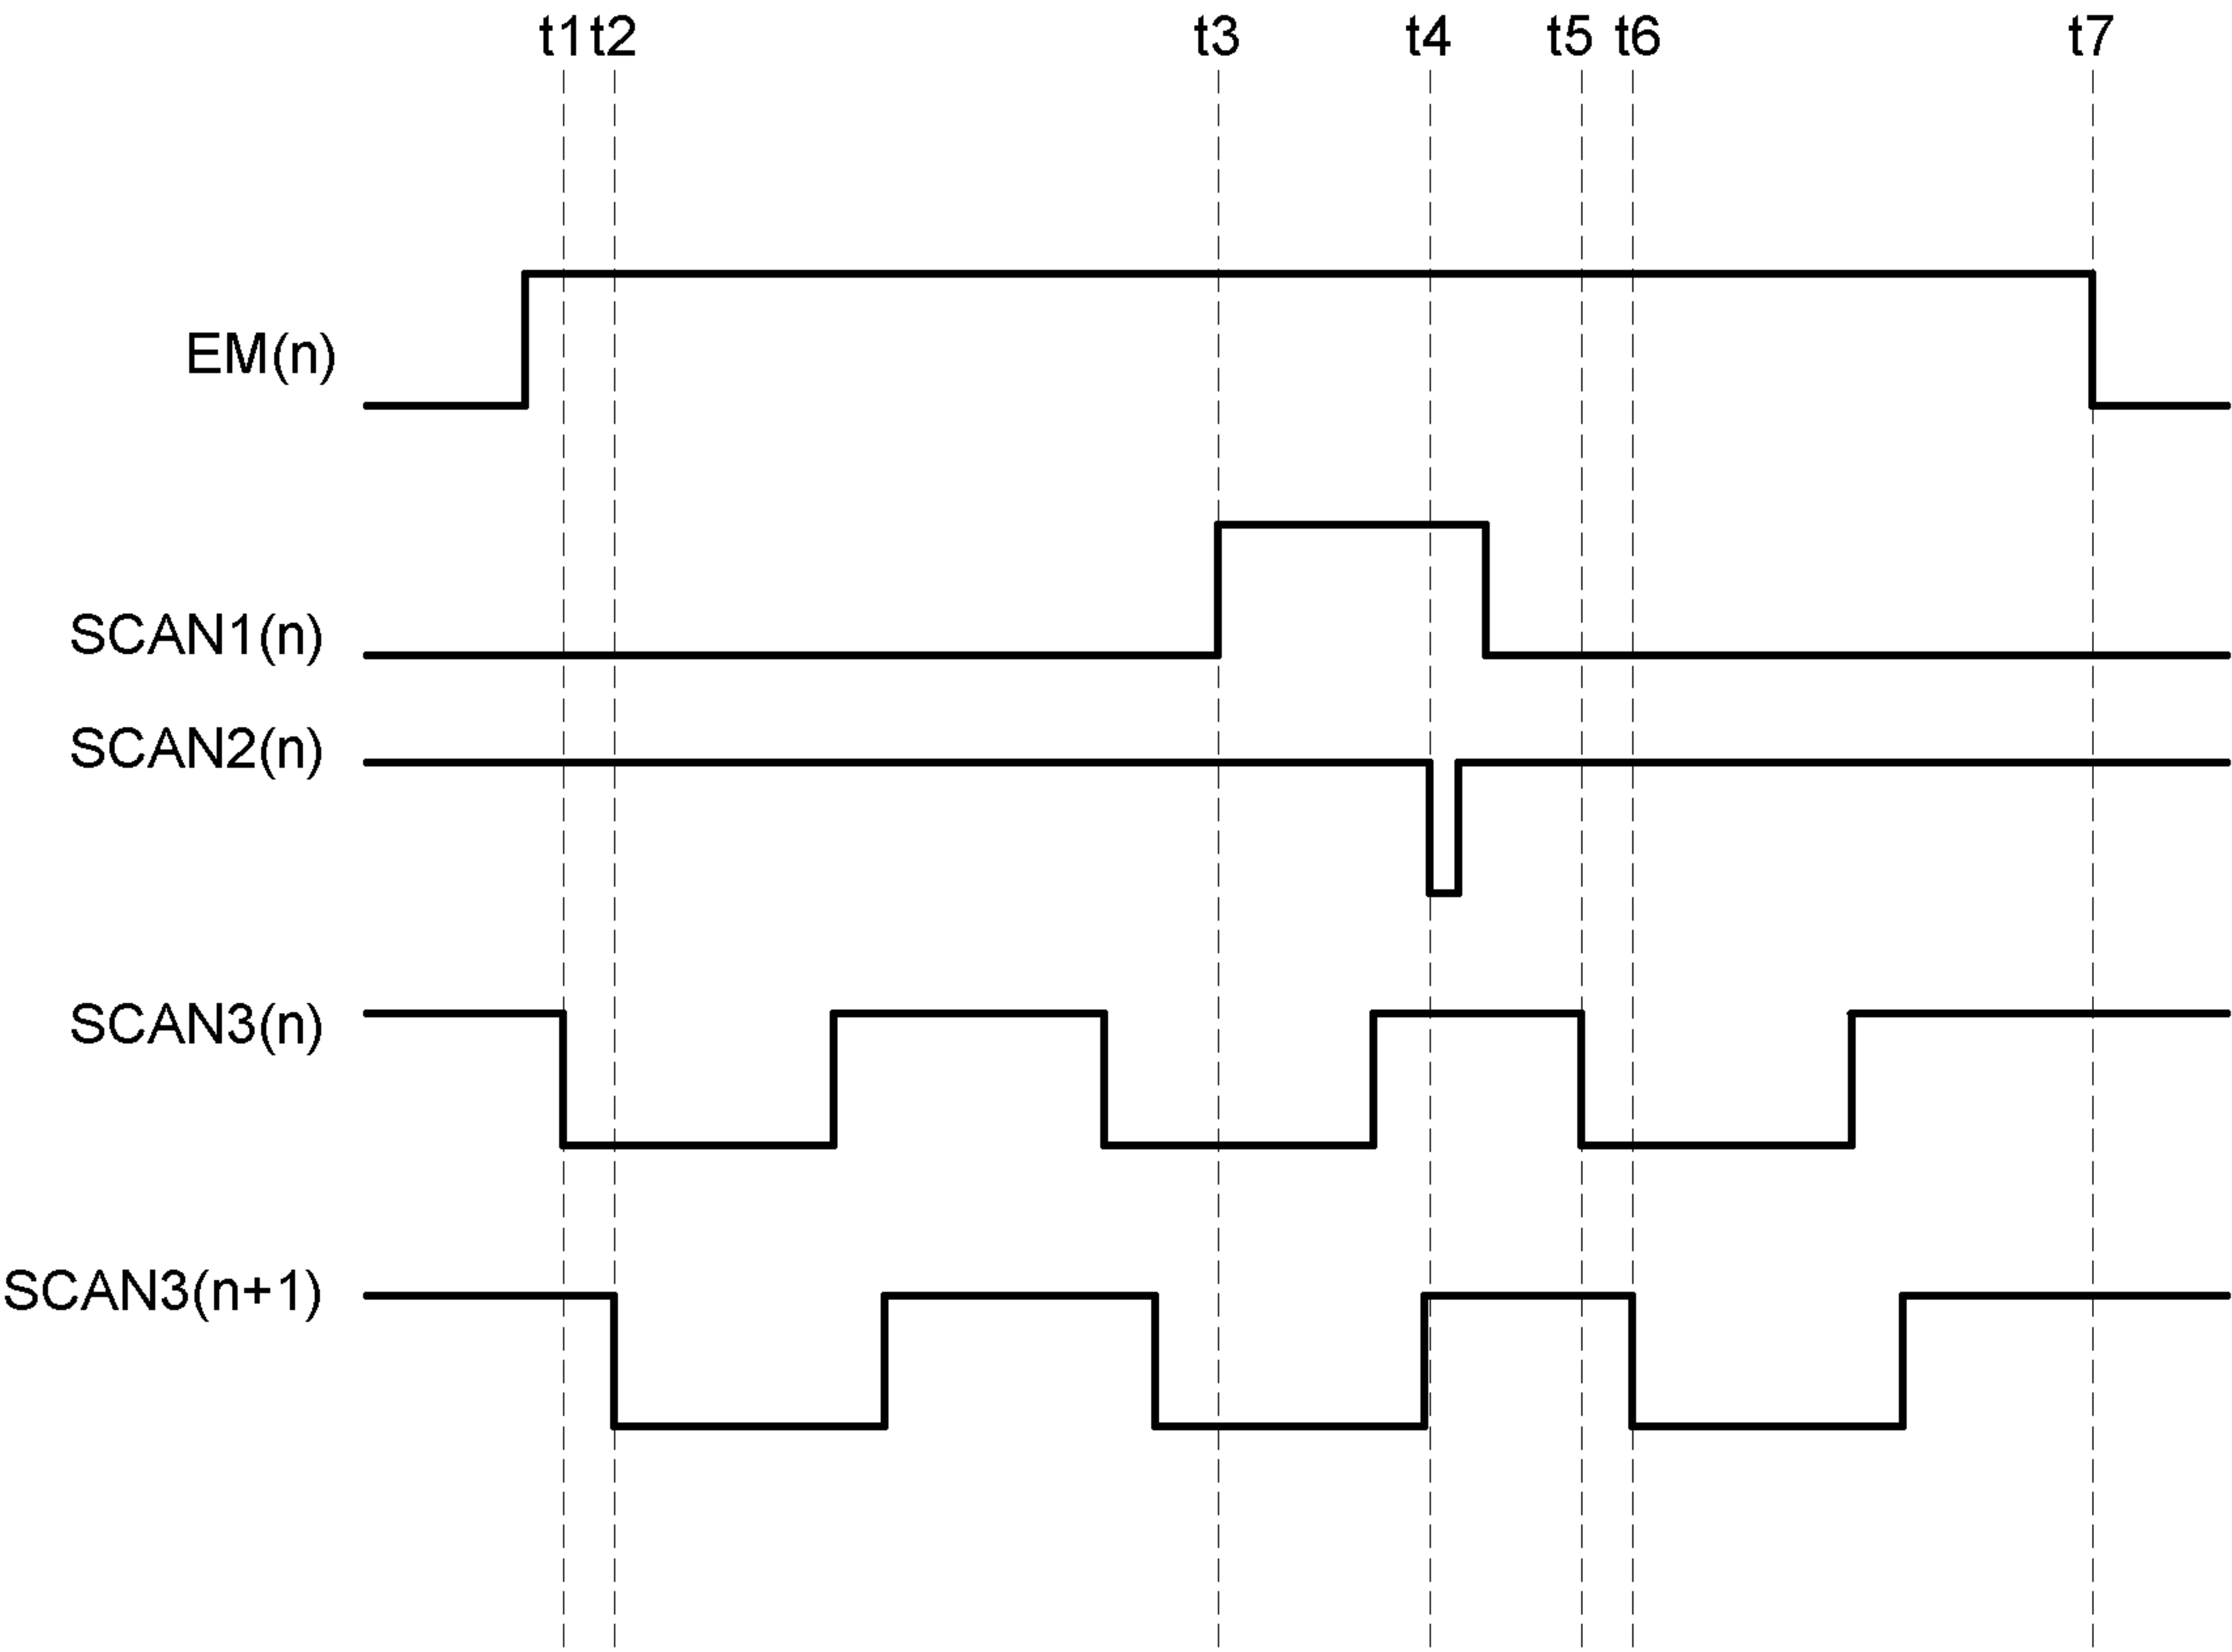 t1 t2 t3 t4 t5 t6 t7
EM(n)
SCAN1(n)
SCAN2(n)
SCAN3(n)
SCAN3(n+1)